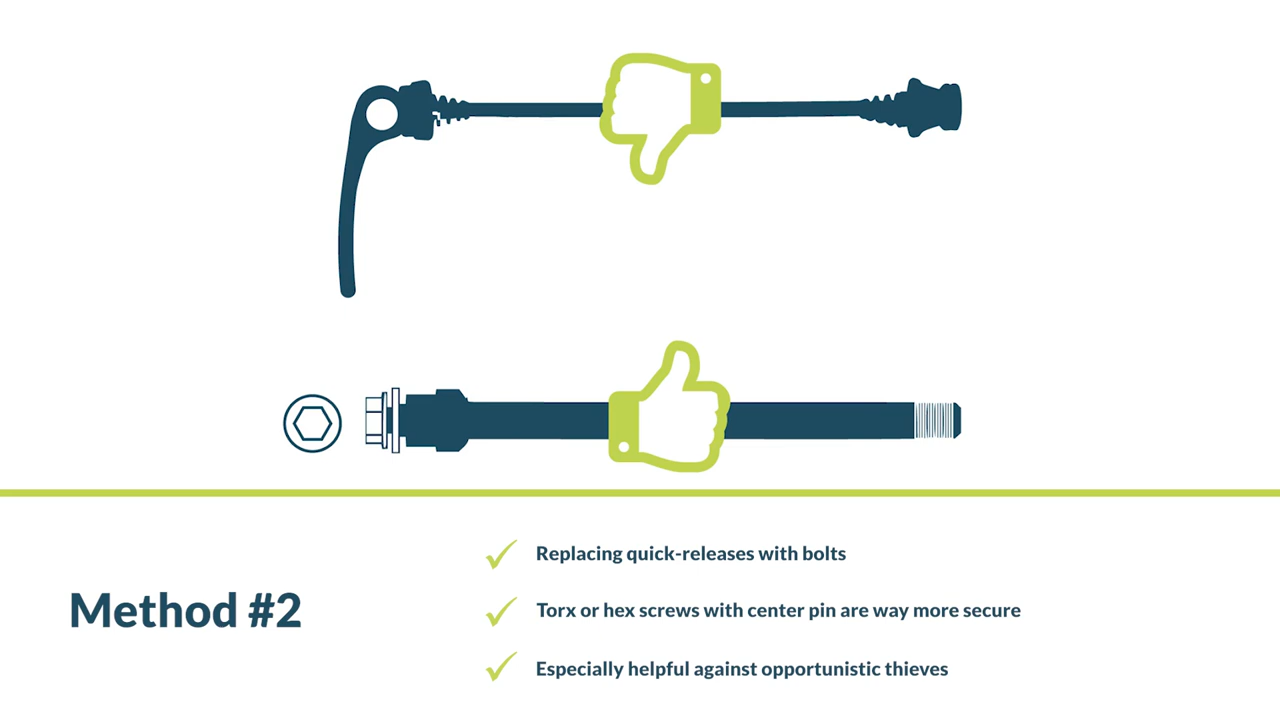 Method #2
Replacing quick-releases with bolts
Torx or hex screws with center pin are way more secure
Especially helpful against opportunistic thieves